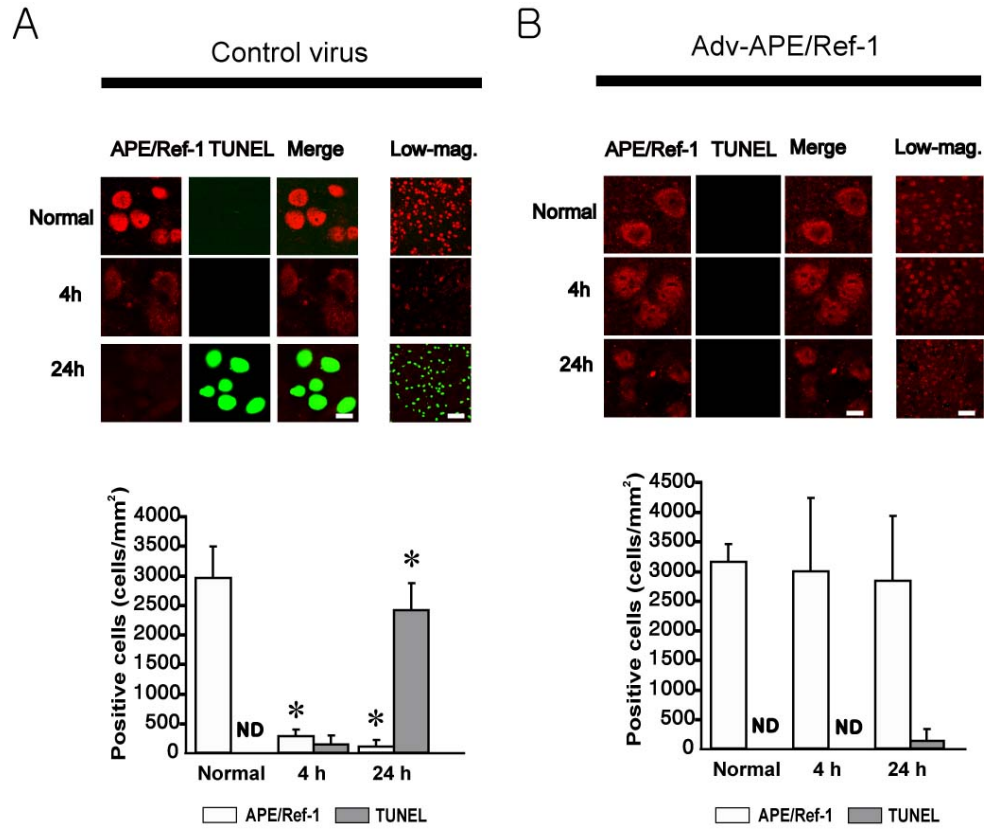 A
Control virus
APE/Ref-1 TUNEL Merge Low-mag.
Normal
4h
24h
Positive cells (cells/mm²)
4000
3500
3000
2500
2000
1500
1000
500
0
ND
*
*
*
Normal 4 h 24 h
APE/Ref-1 TUNEL
B
Adv-APE/Ref-1
APE/Ref-1 TUNEL Merge Low-mag.
Normal
4h
24h
Positive cells (cells/mm²)
4500
4000
3500
3000
2500
2000
1500
1000
500
0
ND
ND
Normal 4 h 24 h
APE/Ref-1 TUNEL